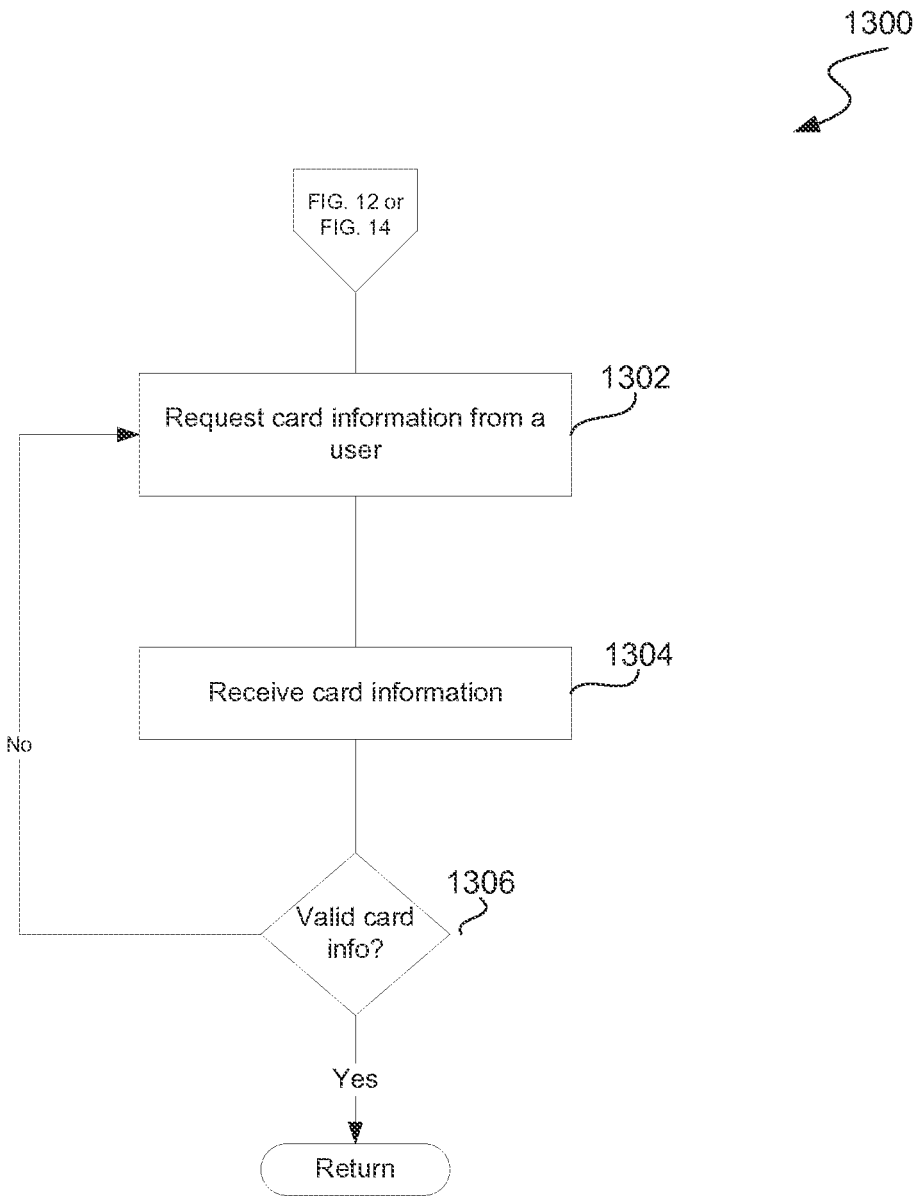 1300
FIG. 12 or
FIG. 14
1302
Request card information from a
user
1304
Receive card information
No
1306
Valid card
info?
Yes
Return